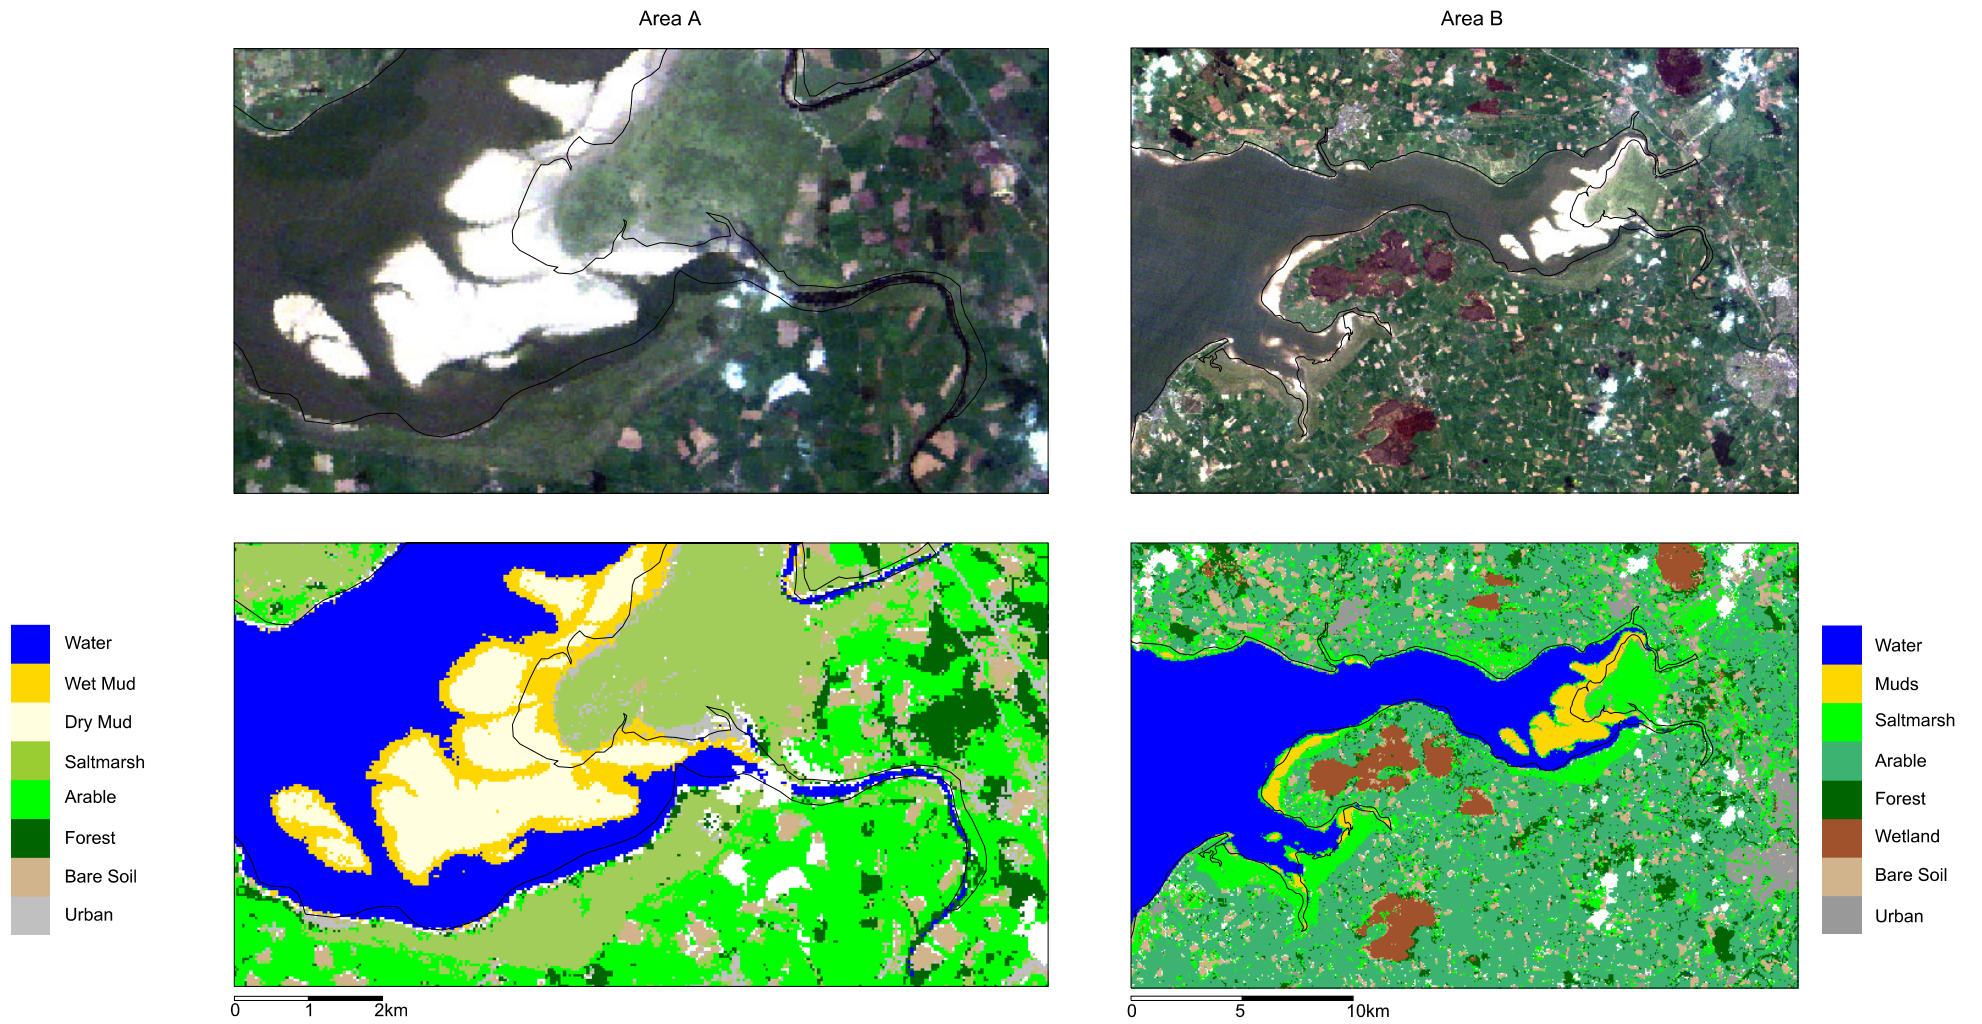 Area A
Area B
Water
Wet Mud
Dry Mud
Saltmarsh
Arable
Forest
Bare Soil
Urban
0 1 2km
Water
Muds
Saltmarsh
Arable
Forest
Wetland
Bare Soil
Urban
0 5 10km